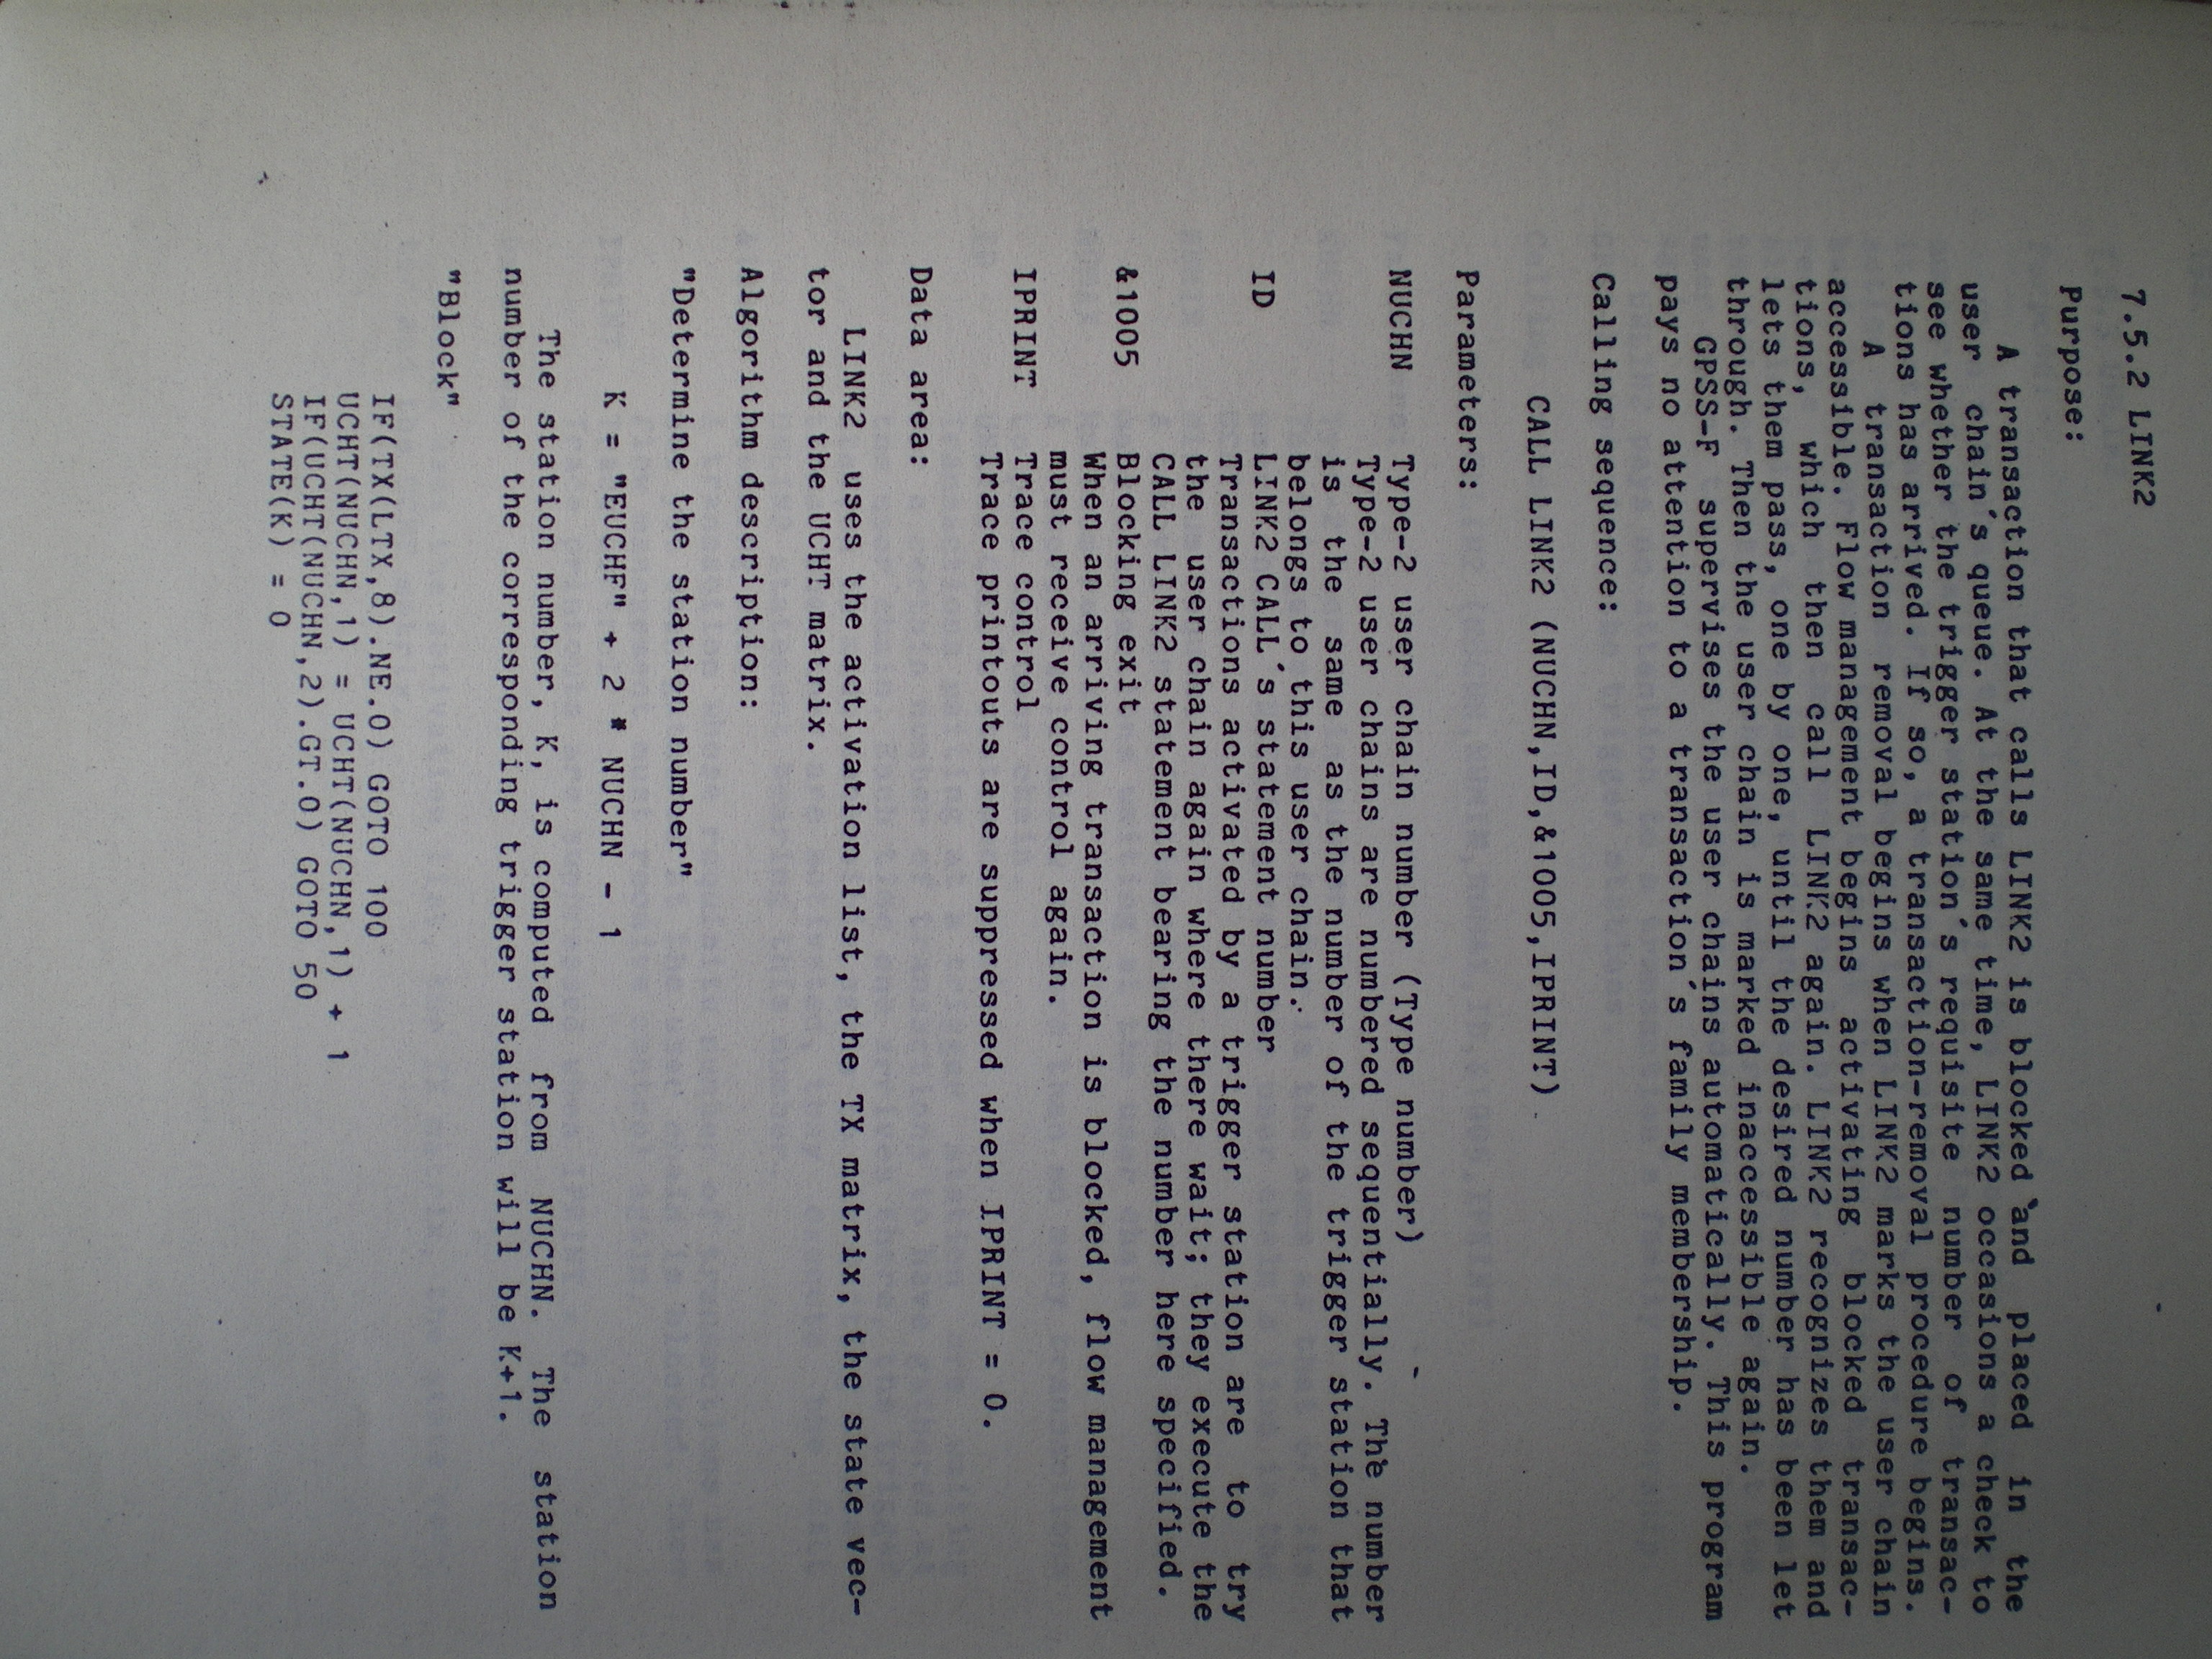 7.5.2 LINK2
Purpose:
A transaction that calls LINK2 is blocked and placed in the
user chain's queue. At the same time, LINK2 occasions a check to
see whether the trigger station's requisite number of transac-
tions has arrived. If so, a transaction-removal procedure begins.
A transaction removal begins when LINK2 marks the user chain
accessible. Flow management begins activating blocked transac-
tions, which then call LINK2 again. LINK2 recognizes them and
lets them pass, one by one, until the desired number has been let
through. Then the user chain is marked inaccessible again.
GPSS-F supervises the user chains automatically. This program
pays no attention to a transaction's family membership.
Calling sequence:
CALL LINK2 (NUCHN,ID,&1005,IPRINT)
Parameters:
NUCHN Type-2 user chain number (Type number)
Type-2 user chains are numbered sequentially. The number
is the same as the number of the trigger station that
belongs to this user chain.
ID LINK2 CALL's statement number
Transactions activated by a trigger station are to try
the user chain again where there wait; they execute the
CALL LINK2 statement bearing the number here specified.
&1005 Blocking exit
When an arriving transaction is blocked, flow management
must receive control again.
IPRINT Trace control
Trace printouts are suppressed when IPRINT = 0.
Data area:
LINK2 uses the activation list, the TX matrix, the state vec-
tor and the UCHT matrix.
Algorithm description:
"Determine the station number"
K = "EUCHF" + 2 * NUCHN - 1
The station number, K, is computed from NUCHN. The station
number of the corresponding trigger station will be K+1.
"Block"
IF(TX(LTX,8).NE.0) GOTO 100
UCHT(NUCHN,1) = UCHT(NUCHN,1) + 1
IF(UCHT(NUCHN,2).GT.0) GOTO 50
STATE(K) = 0